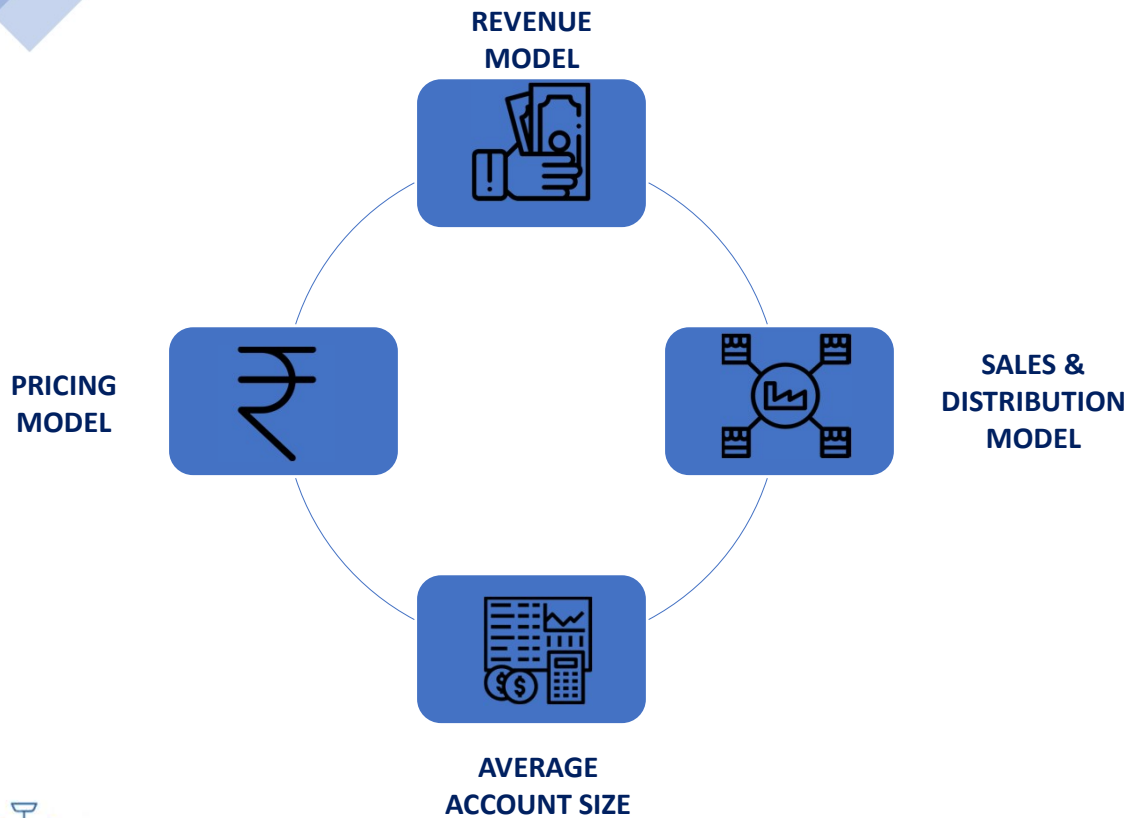 REVENUE
MODEL
PRICING
MODEL
SALES &
DISTRIBUTION
MODEL
AVERAGE
ACCOUNT SIZE